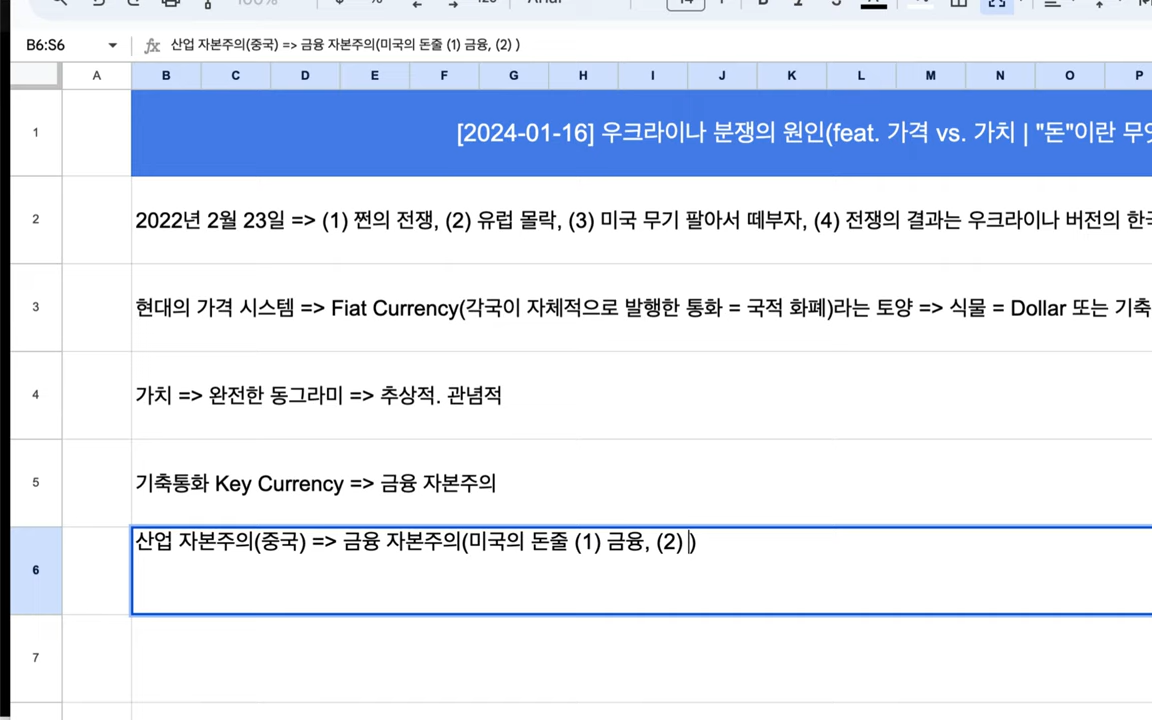 B6:S6
fx 산업 자본주의(중국) => 금융 자본주의(미국의 돈줄 (1) 금융, (2) )
A B C D E F G H I J K L M N O P
1 [2024-01-16] 우크라이나 분쟁의 원인(feat. 가격 vs. 가치 | "돈"이란
2 2022년 2월 23일 => (1) 쩐의 전쟁, (2) 유럽 몰락, (3) 미국 무기 팔아서 떼부자, (4) 전쟁의 결과는 우크라이나 버전의
3 현대의 가격 시스템 => Fiat Currency(각국이 자체적으로 발행한 통화 = 국적 화폐)라는 토양 => 식물 = Dollar 또는 기축
4 가치 => 완전한 동그라미 => 추상적. 관념적
5 기축통화 Key Currency => 금융 자본주의
6 산업 자본주의(중국) => 금융 자본주의(미국의 돈줄 (1) 금융, (2) )
7